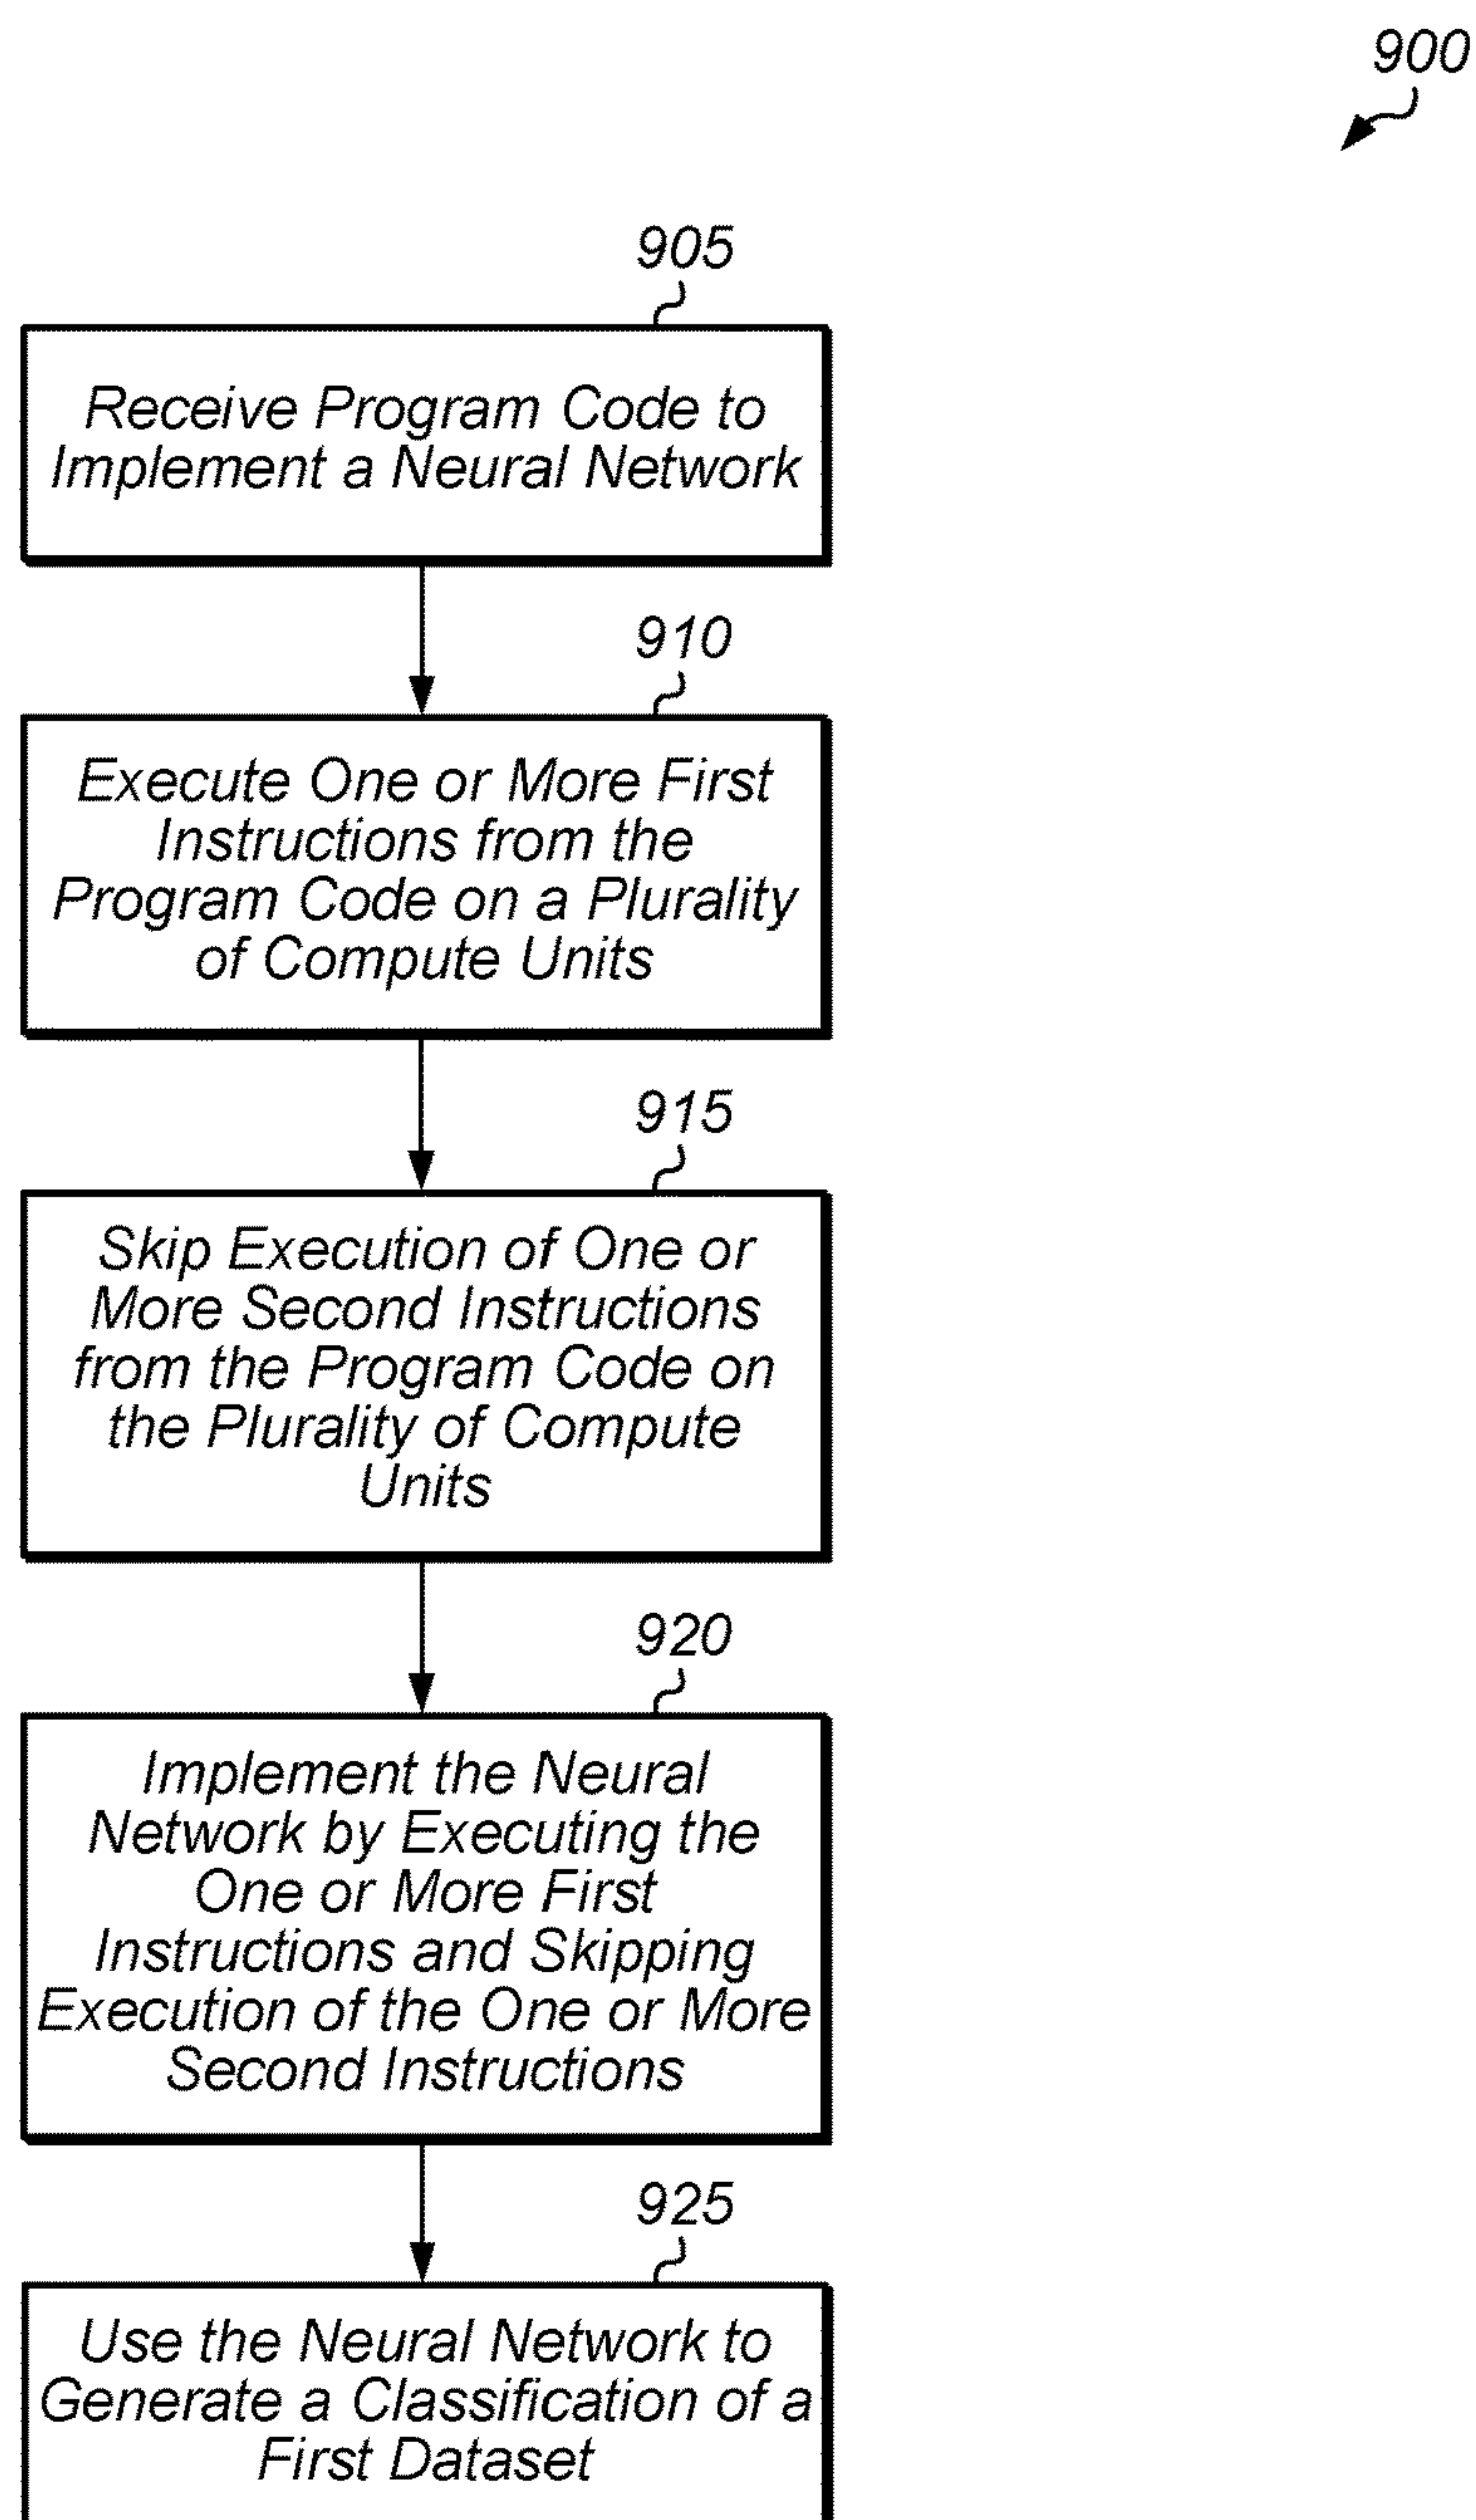 900
905
Receive Program Code to
Implement a Neural Network
910
Execute One or More First
Instructions from the
Program Code on a Plurality
of Compute Units
915
Skip Execution of One or
More Second Instructions
from the Program Code on
the Plurality of Compute
Units
920
Implement the Neural
Network by Executing the
One or More First
Instructions and Skipping
Execution of the One or More
Second Instructions
925
Use the Neural Network to
Generate a Classification of a
First Dataset